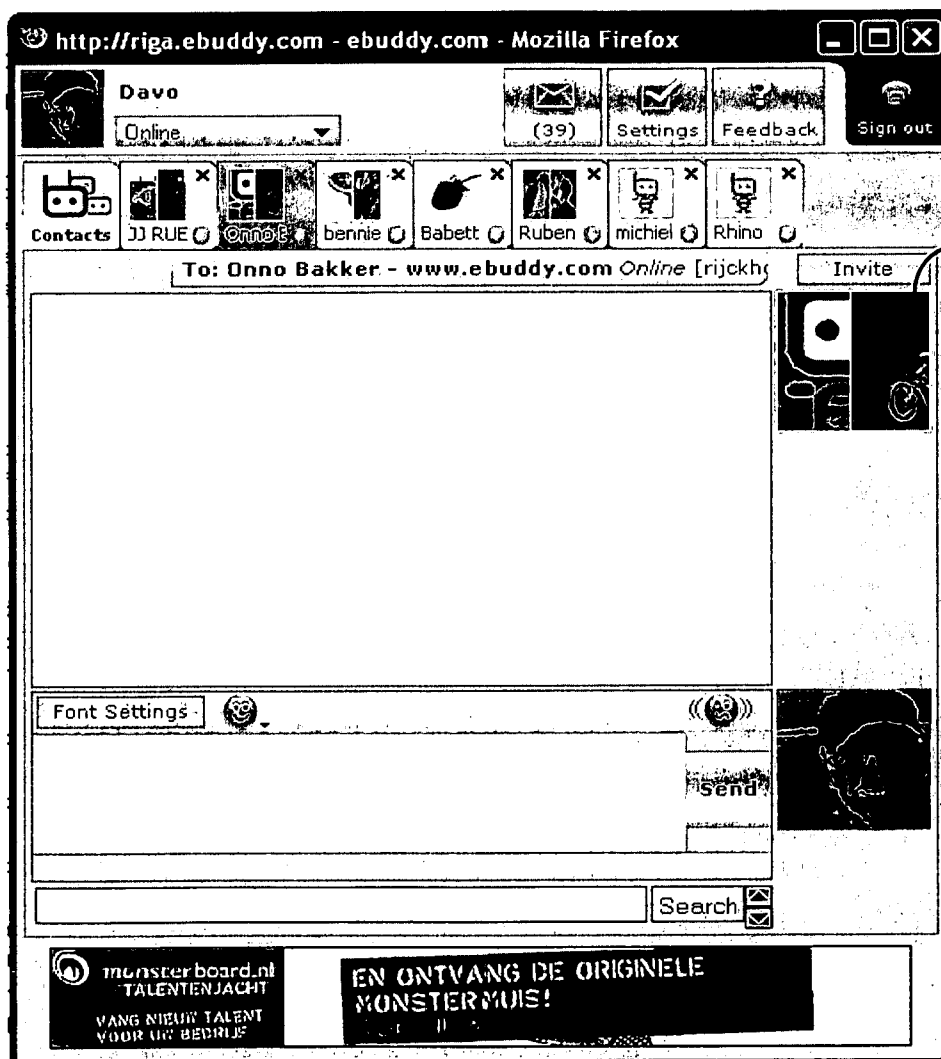 http://riga.ebuddy.com - ebuddy.com - Mozilla Firefox
Davo
Online
(39)
Settings
Feedback
Sign out
Contacts
JJ RUE
Onno B
bennie
Babett
Ruben
michiel
Rhino
To: Onno Bakker - www.ebuddy.com Online [rijckho
Invite
Font Settings
Send
Search
monsterboard.nl
TALENTENJACHT
VANG NIEUW TALENT
VOOR UW BEDRIJF
EN ONTVANG DE ORIGINELE
MONSTERMUIS!